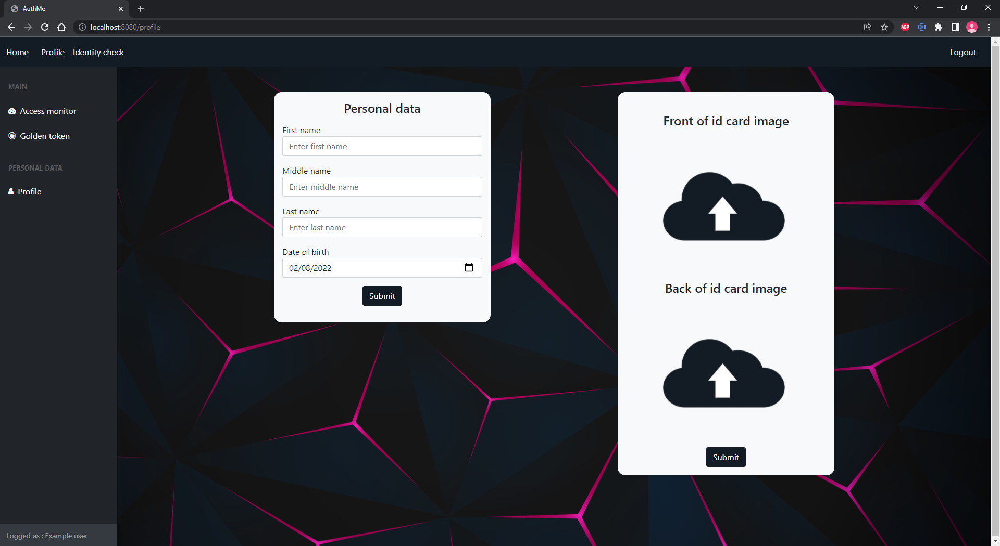 AuthMe
localhost:8080/profile
ABP
Home Profile Identity check Logout
MAIN
Access monitor
Golden token
PERSONAL DATA
Profile
Logged as : Example user
Personal data
First name
Enter first name
Middle name
Enter middle name
Last name
Enter last name
Date of birth
02/08/2022
Submit
Front of id card image
Back of id card image
Submit